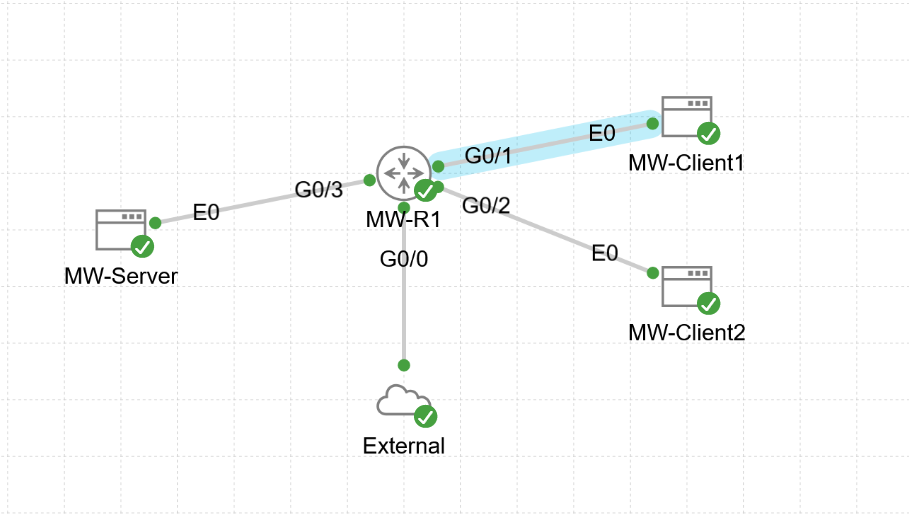 E0
MW-Client1
G0/1
G0/3
E0
MW-R1
G0/2
MW-Server
G0/0
E0
MW-Client2
External